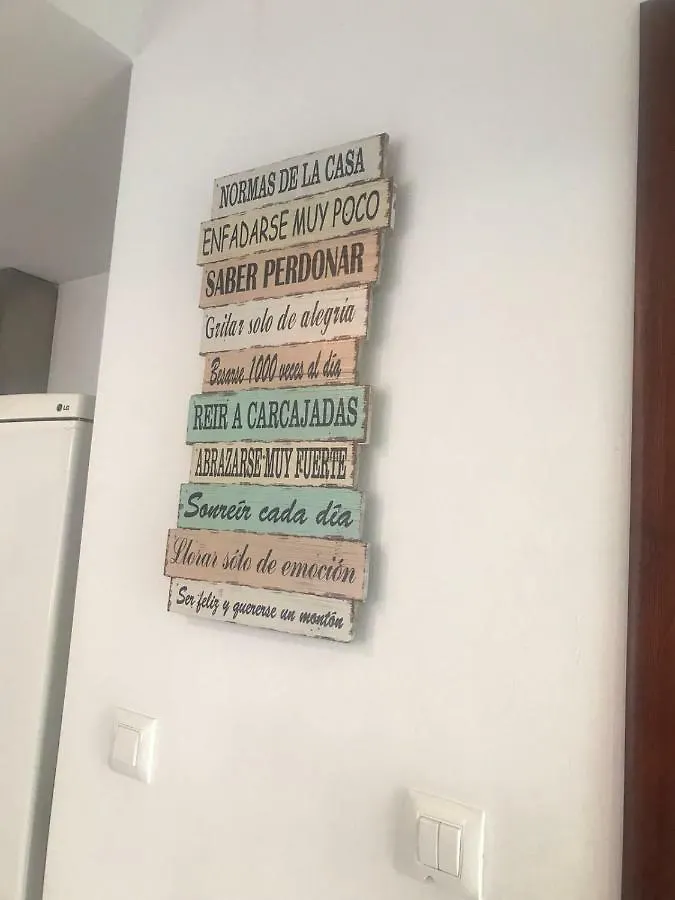 NORMAS DE LA CASA
ENFADARSE MUY POCO
SABER PERDONAR
Gritar solo de alegría
Besarse 1000 veces al día
REIR A CARCAJADAS
ABRAZARSE MUY FUERTE
Sonreír cada día
Llorar sólo de emoción
Ser feliz y quererse un montón
LG